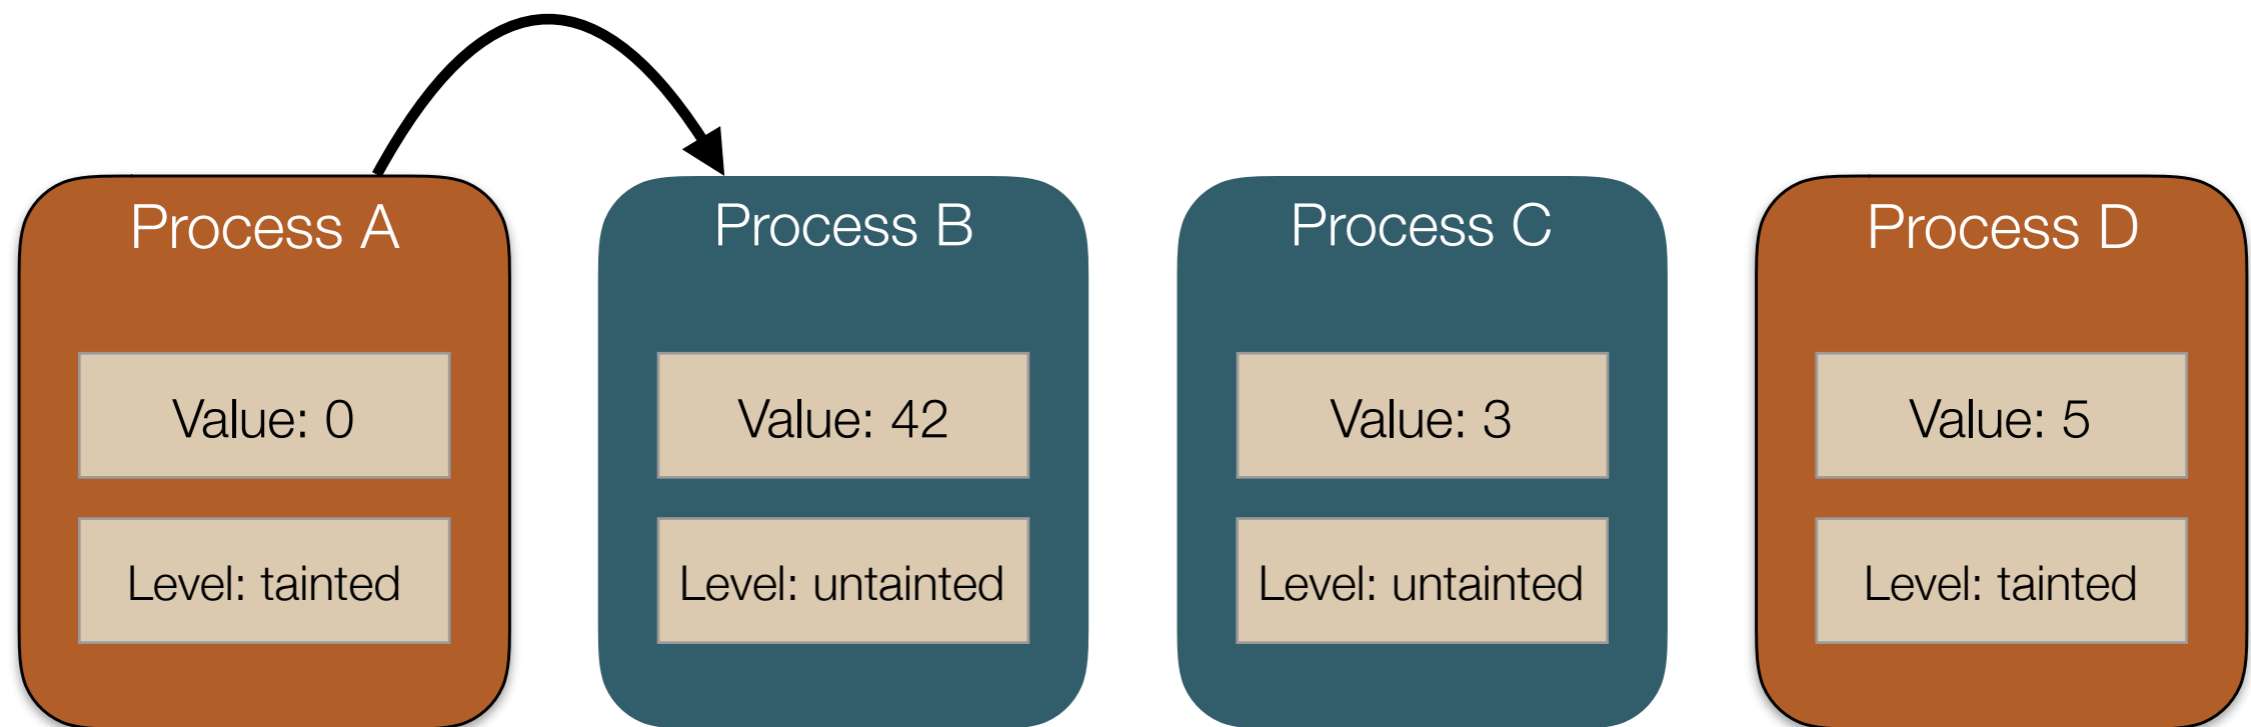 Process A
Value: 0
Level: tainted
Process B
Value: 42
Level: untainted
Process C
Value: 3
Level: untainted
Process D
Value: 5
Level: tainted